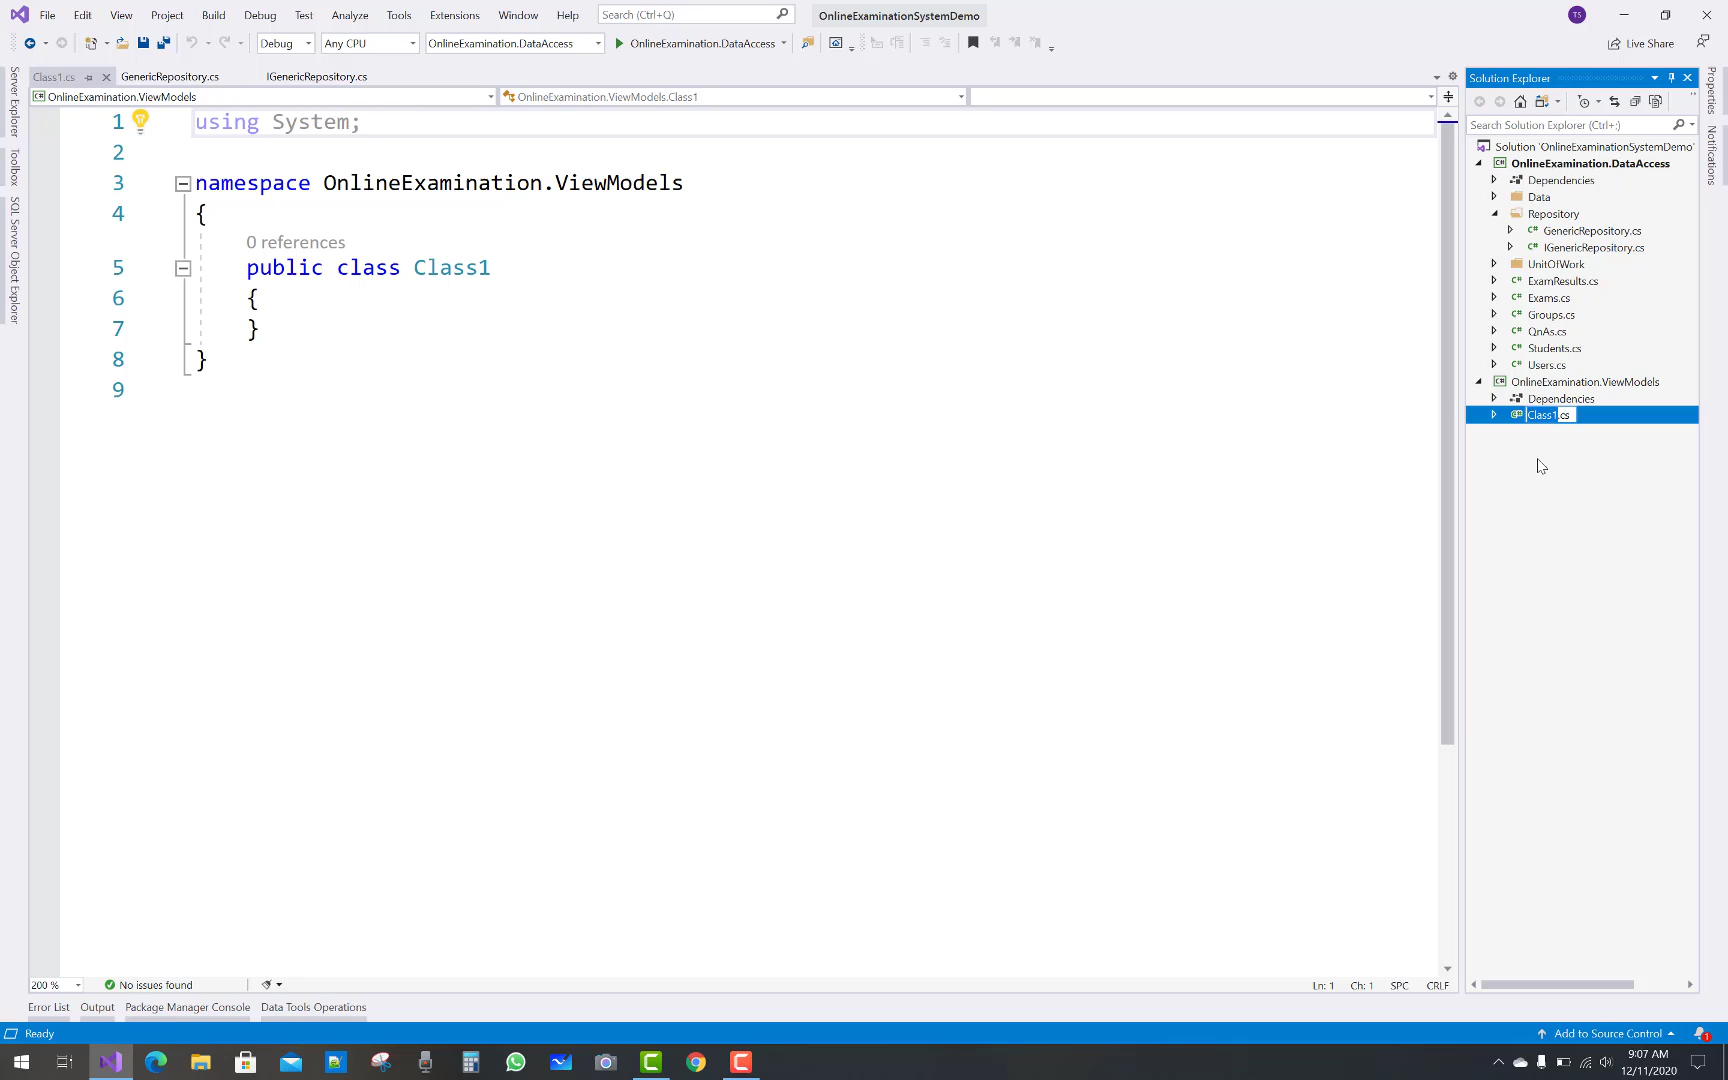 File Edit View Project Build Debug Test Analyze Tools Extensions Window Help Search (Ctrl+Q) OnlineExaminationSystemDemo TS
Debug Any CPU OnlineExamination.DataAccess OnlineExamination.DataAccess Live Share
Class1.cs GenericRepository.cs IGenericRepository.cs
OnlineExamination.ViewModels OnlineExamination.ViewModels.Class1
1 using System;
2
3 namespace OnlineExamination.ViewModels
4 {
0 references
5 public class Class1
6 {
7 }
8 }
9
200 % No issues found Ln: 1 Ch: 1 SPC CRLF
Server Explorer
Toolbox
SQL Server Object Explorer
Solution Explorer
Search Solution Explorer (Ctrl+;)
Solution 'OnlineExaminationSystemDemo'
OnlineExamination.DataAccess
Dependencies
Data
Repository
GenericRepository.cs
IGenericRepository.cs
UnitOfWork
ExamResults.cs
Exams.cs
Groups.cs
QnAs.cs
Students.cs
Users.cs
OnlineExamination.ViewModels
Dependencies
Class1.cs
Properties
Notifications
Error List Output Package Manager Console Data Tools Operations
Ready Add to Source Control 1
9:07 AM
12/11/2020